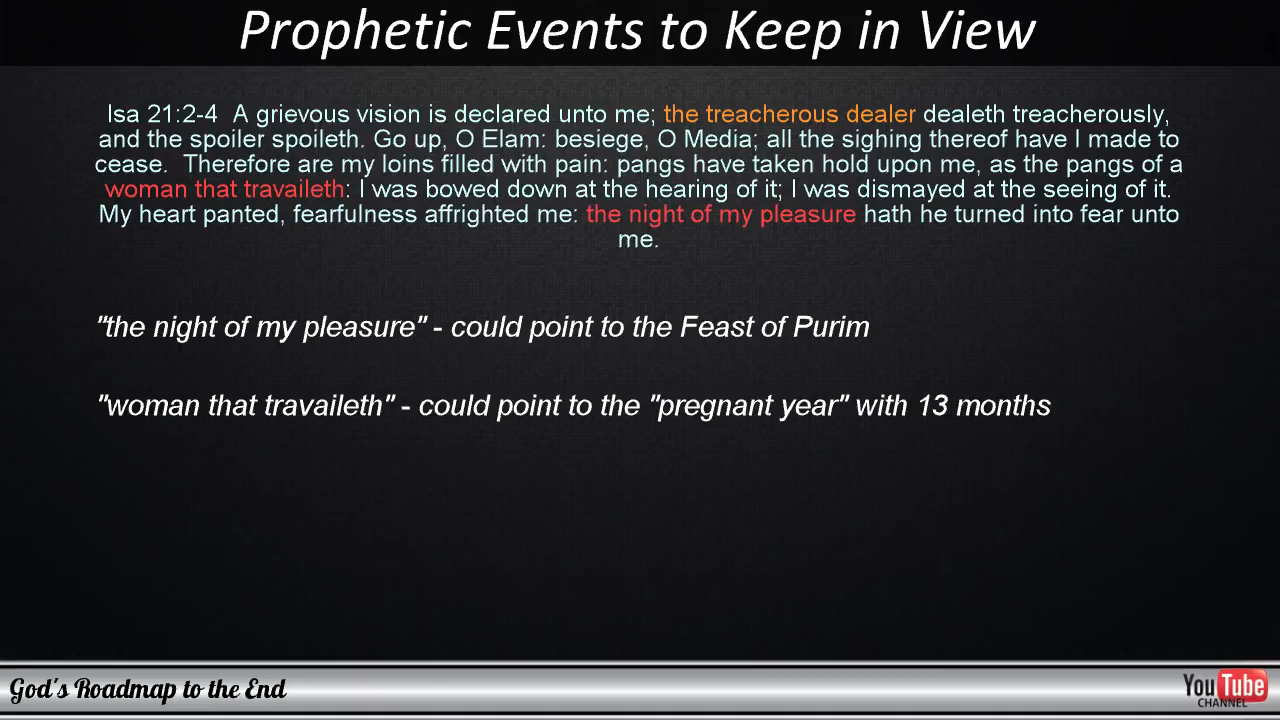 Prophetic Events to Keep in View
Isa 21:2-4  A grievous vision is declared unto me; the treacherous dealer dealeth treacherously,
and the spoiler spoileth. Go up, O Elam: besiege, O Media; all the sighing thereof have I made to
cease.  Therefore are my loins filled with pain: pangs have taken hold upon me, as the pangs of a
woman that travaileth: I was bowed down at the hearing of it; I was dismayed at the seeing of it.
My heart panted, fearfulness affrighted me: the night of my pleasure hath he turned into fear unto
me.
"the night of my pleasure" - could point to the Feast of Purim
"woman that travaileth" - could point to the "pregnant year" with 13 months
God's Roadmap to the End
YouTube
CHANNEL